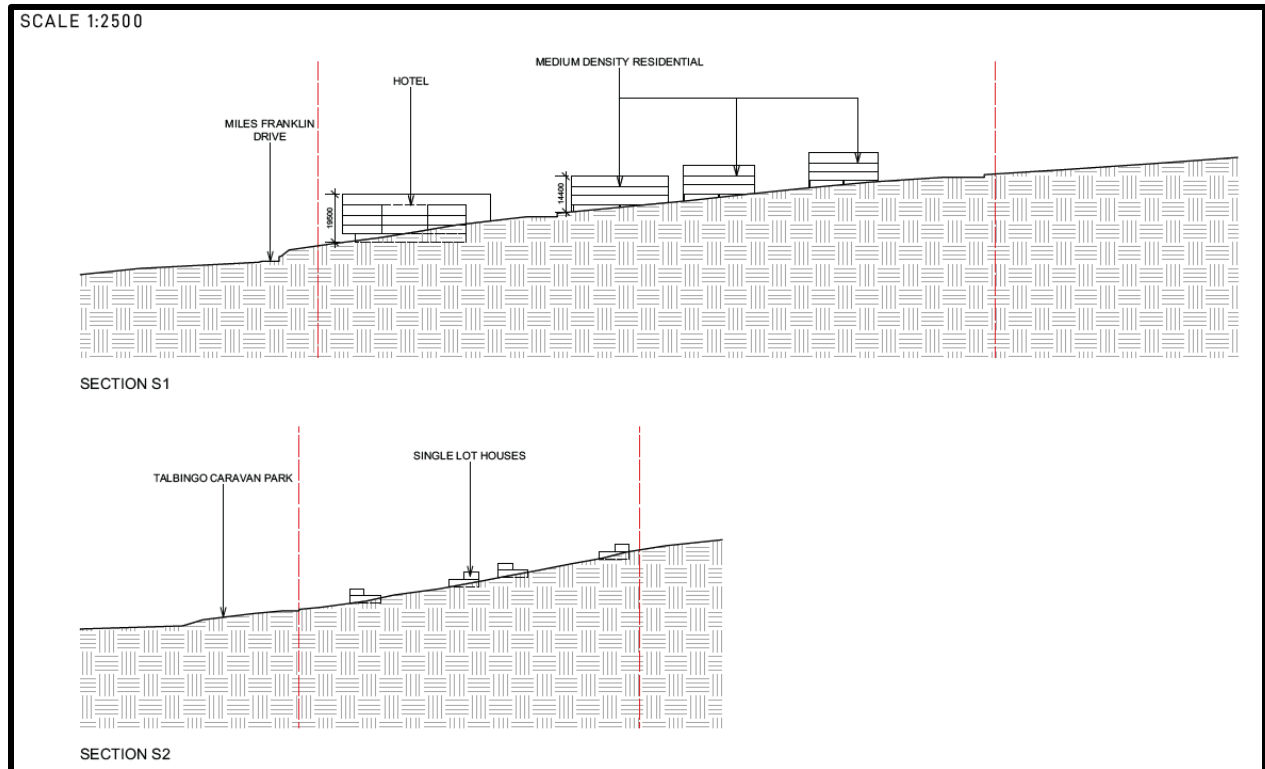 SCALE 1:2500
MEDIUM DENSITY RESIDENTIAL
HOTEL
MILES FRANKLIN
DRIVE
19900
14400
SECTION S1
SINGLE LOT HOUSES
TALBINGO CARAVAN PARK
SECTION S2